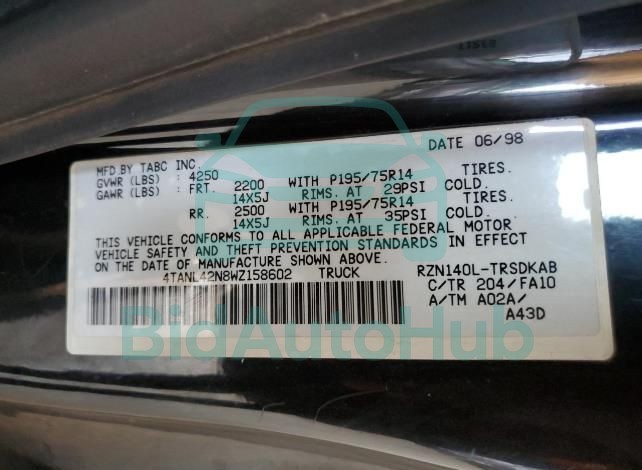 DATE 06/98
MFD.BY TABC INC.
GVWR (LBS) : 4250
GAWR (LBS) : FRT. 2200 WITH P195/75R14 TIRES.
14X5J RIMS. AT 29PSI COLD.
RR. 2500 WITH P195/75R14 TIRES.
14X5J RIMS. AT 35PSI COLD.
THIS VEHICLE CONFORMS TO ALL APPLICABLE FEDERAL MOTOR
VEHICLE SAFETY AND THEFT PREVENTION STANDARDS IN EFFECT
ON THE DATE OF MANUFACTURE SHOWN ABOVE.
4TANL42N8WZ158602 TRUCK RZN140L-TRSDKAB
C/TR 204/FA10
A/TM A02A/
A43D
BidAutoHub